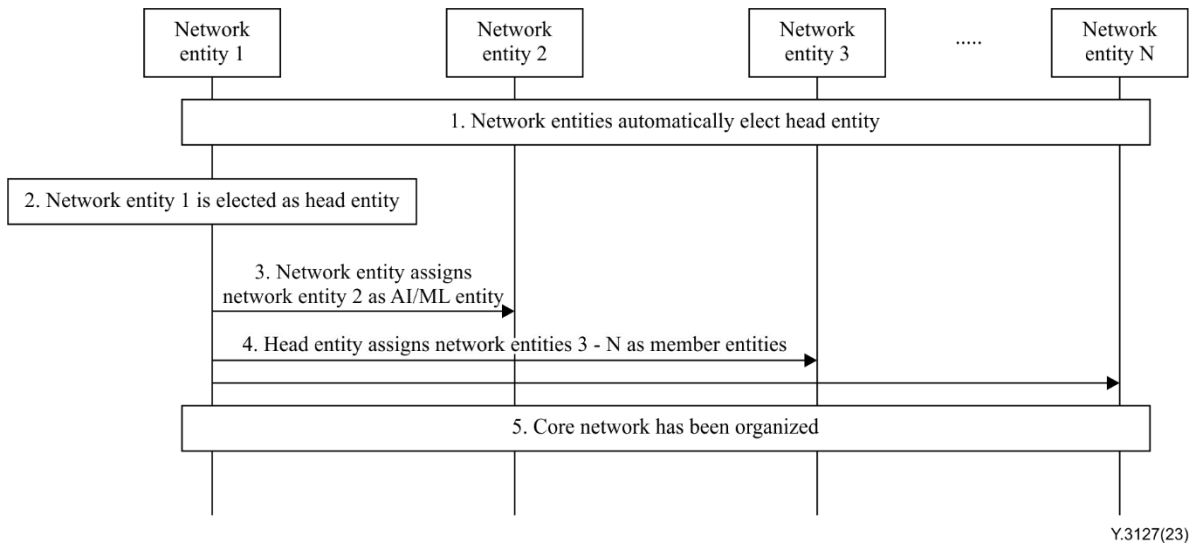 Network
entity 1
Network
entity 2
Network
entity 3
.....
Network
entity N
1. Network entities automatically elect head entity
2. Network entity 1 is elected as head entity
3. Network entity assigns
network entity 2 as AI/ML entity
4. Head entity assigns network entities 3 - N as member entities
5. Core network has been organized
Y.3127(23)